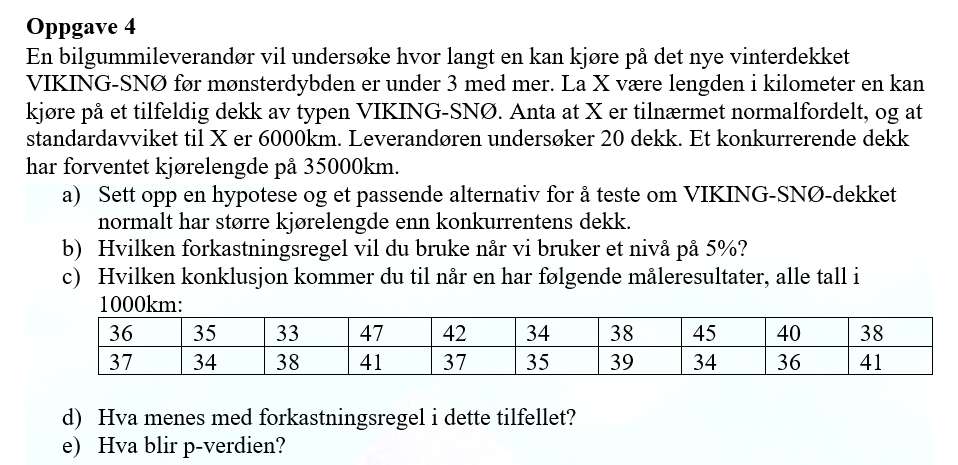 Oppgave 4
En bilgummileverandør vil undersøke hvor langt en kan kjøre på det nye vinterdekket
VIKING-SNØ før mønsterdybden er under 3 med mer. La X være lengden i kilometer en kan
kjøre på et tilfeldig dekk av typen VIKING-SNØ. Anta at X er tilnærmet normalfordelt, og at
standardavviket til X er 6000km. Leverandøren undersøker 20 dekk. Et konkurrerende dekk
har forventet kjørelengde på 35000km.
a) Sett opp en hypotese og et passende alternativ for å teste om VIKING-SNØ-dekket
normalt har større kjørelengde enn konkurrentens dekk.
b) Hvilken forkastningsregel vil du bruke når vi bruker et nivå på 5%?
c) Hvilken konklusjon kommer du til når en har følgende måleresultater, alle tall i
1000km:
36 35 33 47 42 34 38 45 40 38
37 34 38 41 37 35 39 34 36 41
d) Hva menes med forkastningsregel i dette tilfellet?
e) Hva blir p-verdien?